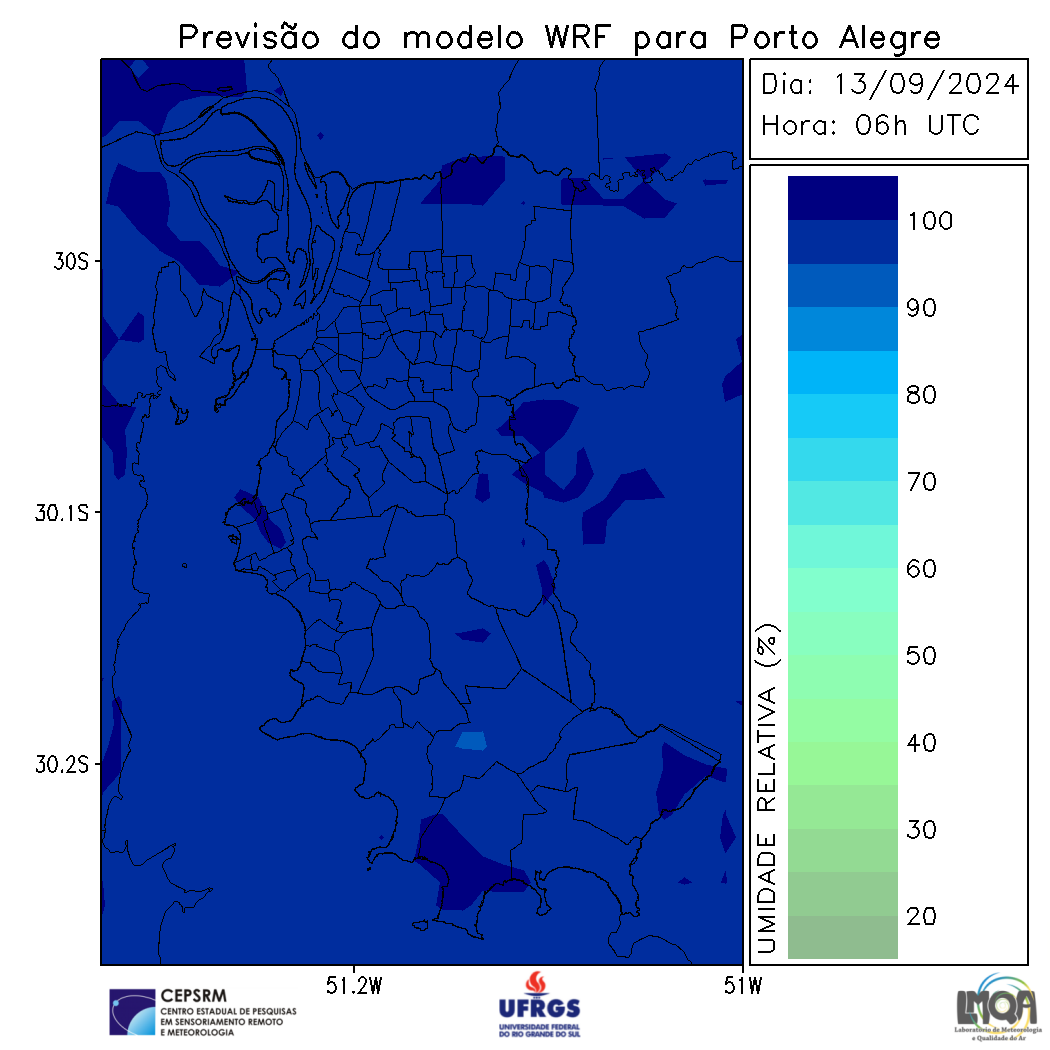 Previsão do modelo WRF para Porto Alegre
Dia: 13/09/2024
Hora: 06h UTC
30S
30.1S
30.2S
51.2W
51W
UMIDADE RELATIVA (%)
100
90
80
70
60
50
40
30
20
CEPSRM
CENTRO ESTADUAL DE PESQUISAS
EM SENSORIAMENTO REMOTO
E METEOROLOGIA
UFRGS
UNIVERSIDADE FEDERAL
DO RIO GRANDE DO SUL
LMQA
Laboratório de Meteorologia
e Qualidade do Ar